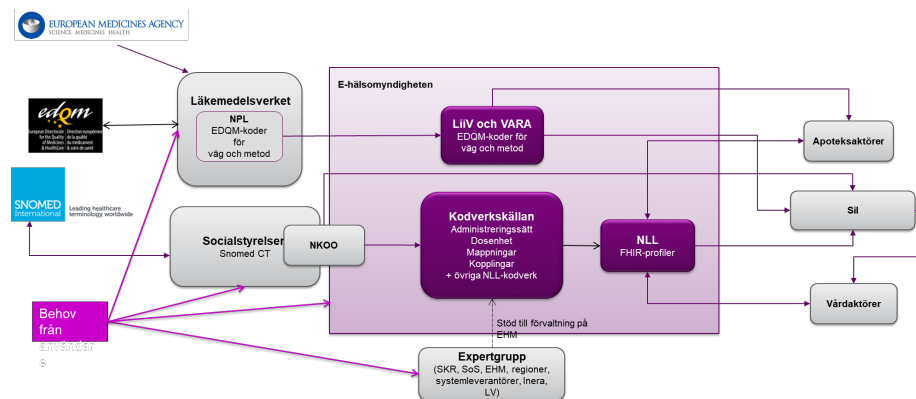 EUROPEAN MEDICINES AGENCY
SCIENCE MEDICINES HEALTH
E-hälsomyndigheten
Läkemedelsverket
NPL
EDQM-koder
för
väg och metod
LiiV och VARA
EDQM-koder för
väg och metod
edqm
European Directorate
for the Quality
of Medicines
& HealthCare
Direction européenne
de la qualité
du médicament
& soins de santé
Apoteksaktörer
SNOMED
International
Leading healthcare
terminology, worldwide
Sil
Socialstyrelsen
Snomed CT
NKOO
Kodverkskällan
Administreringssätt
Dosenhet
Mappningar
Kopplingar
+ övriga NLL-kodverk
NLL
FHIR-profiler
Vårdaktörer
Behov
från
användar
e
Stöd till förvaltning på
EHM
Expertgrupp
(SKR, SoS, EHM, regioner,
systemleverantörer, Inera,
LV)